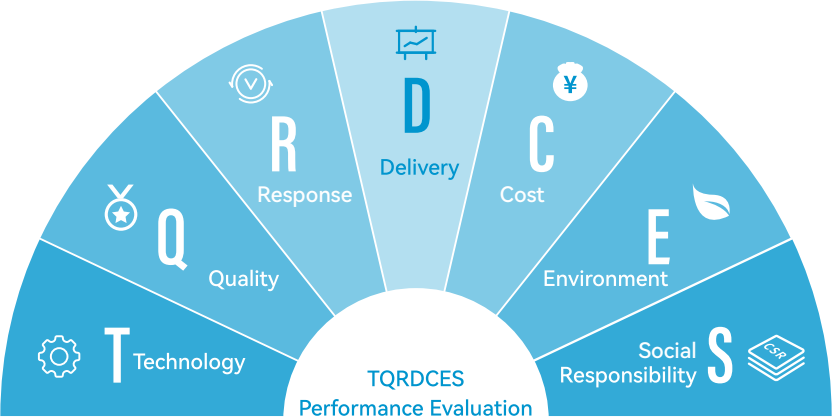 T Technology
Q Quality
R Response
D Delivery
¥
C Cost
E Environment
Social
Responsibility
S
CSR
TQRDCES
Performance Evaluation